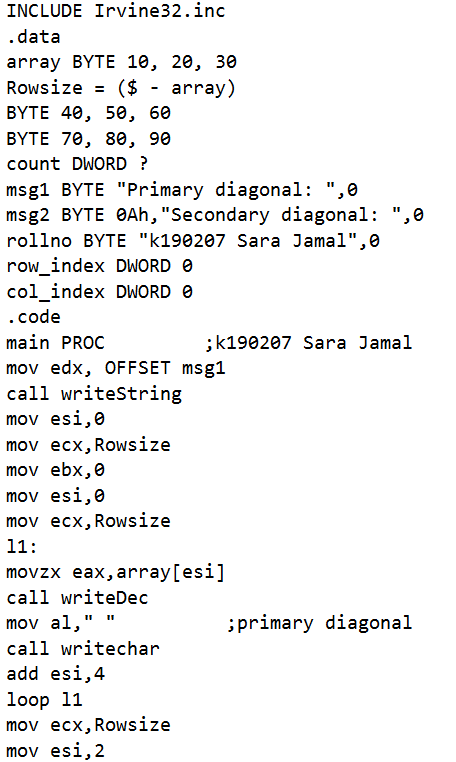 INCLUDE Irvine32.inc
.data
array BYTE 10, 20, 30
Rowsize = ($ - array)
BYTE 40, 50, 60
BYTE 70, 80, 90
count DWORD ?
msg1 BYTE "Primary diagonal: ",0
msg2 BYTE 0Ah,"Secondary diagonal: ",0
rollno BYTE "k190207 Sara Jamal",0
row_index DWORD 0
col_index DWORD 0
.code
main PROC         ;k190207 Sara Jamal
mov edx, OFFSET msg1
call writeString
mov esi,0
mov ecx,Rowsize
mov ebx,0
mov esi,0
mov ecx,Rowsize
l1:
movzx eax,array[esi]
call writeDec
mov al," "          ;primary diagonal
call writechar
add esi,4
loop l1
mov ecx,Rowsize
mov esi,2